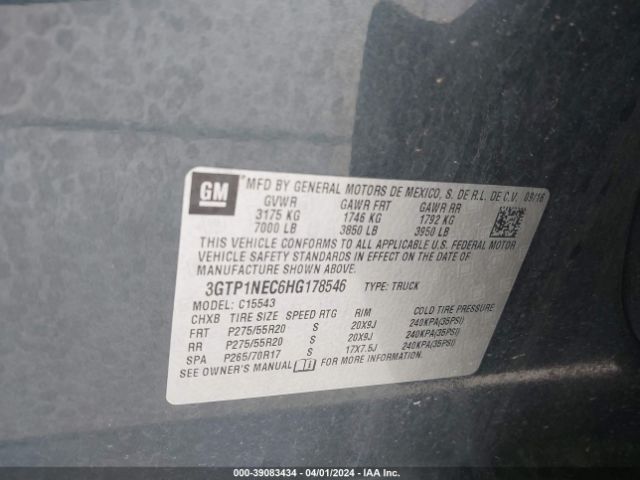 GM
MFD BY GENERAL MOTORS DE MEXICO, S. DE R.L. DE C.V. 09/16
GVWR GAWR FRT GAWR RR
3175 KG 1746 KG 1792 KG
7000 LB 3850 LB 3950 LB
THIS VEHICLE CONFORMS TO ALL APPLICABLE U.S. FEDERAL MOTOR
VEHICLE SAFETY STANDARDS IN EFFECT ON THE DATE OF
MANUFACTURE SHOWN ABOVE.
3GTP1NEC6HG178546 TYPE: TRUCK
MODEL: C15543
CHXB TIRE SIZE SPEED RTG RIM COLD TIRE PRESSURE
FRT P275/55R20 S 20X9J 240KPA(35PSI)
RR P275/55R20 S 20X9J 240KPA(35PSI)
SPA P265/70R17 S 17X7.5J 240KPA(35PSI)
SEE OWNER'S MANUAL FOR MORE INFORMATION
000-39083434 - 04/01/2024 - IAA Inc.